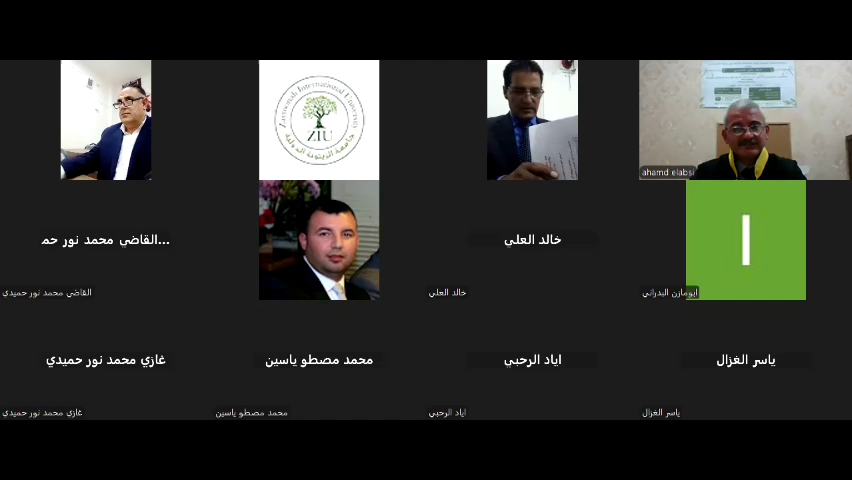 Zaytoonah International University
ZIU
جامعة الزيتونة الدولية
ahamd elabsi
القاضي محمد نور حم...
خالد العلي
ا
القاضي محمد نور حميدي
خالد العلي
ابومازن البدراني
غازي محمد نور حميدي
محمد مصطو ياسين
اياد الرحبي
ياسر الغزال
غازي محمد نور حميدي
محمد مصطو ياسين
اياد الرحبي
ياسر الغزال